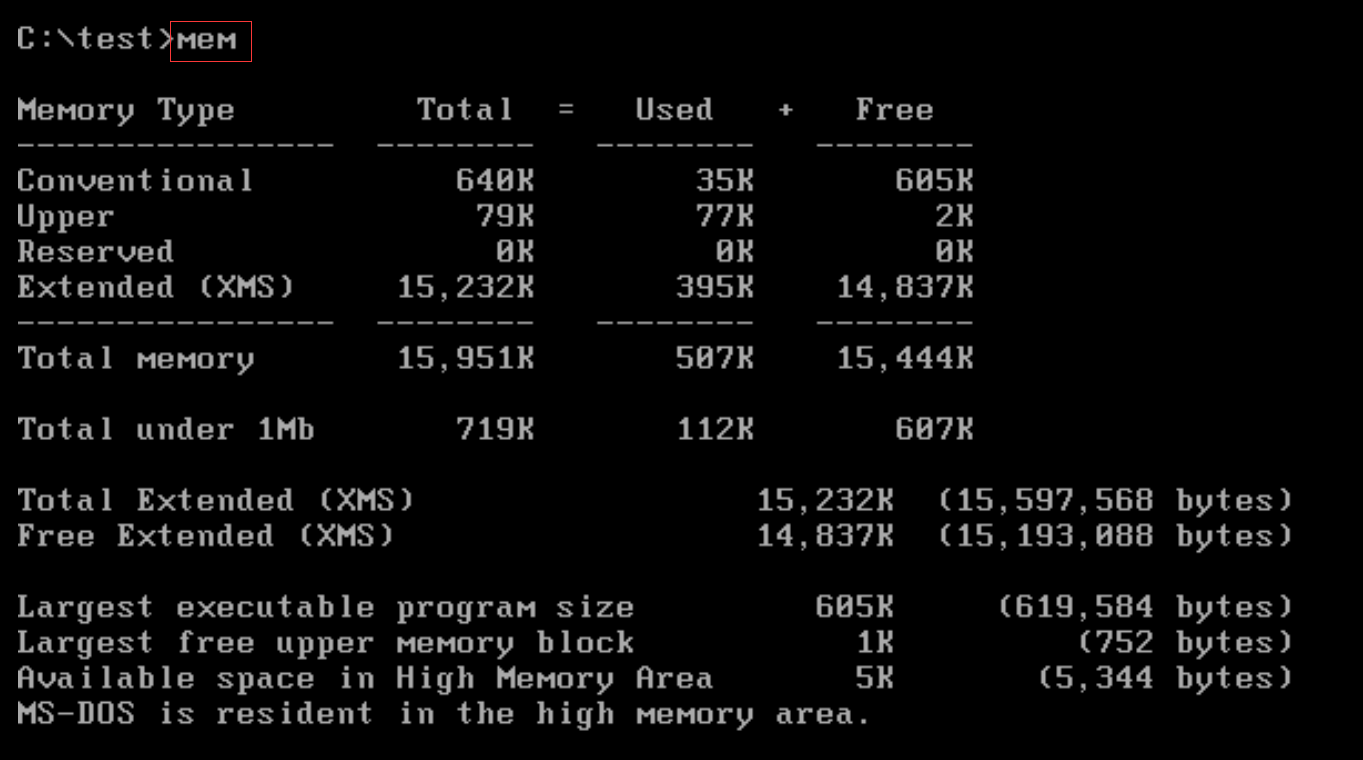 C:\test>mem
Memory Type Total = Used + Free
---------------- -------- -------- --------
Conventional 640K 35K 605K
Upper 79K 77K 2K
Reserved 0K 0K 0K
Extended (XMS) 15,232K 395K 14,837K
---------------- -------- -------- --------
Total memory 15,951K 507K 15,444K
Total under 1Mb 719K 112K 607K
Total Extended (XMS) 15,232K (15,597,568 bytes)
Free Extended (XMS) 14,837K (15,193,088 bytes)
Largest executable program size 605K (619,584 bytes)
Largest free upper memory block 1K (752 bytes)
Available space in High Memory Area 5K (5,344 bytes)
MS-DOS is resident in the high memory area.